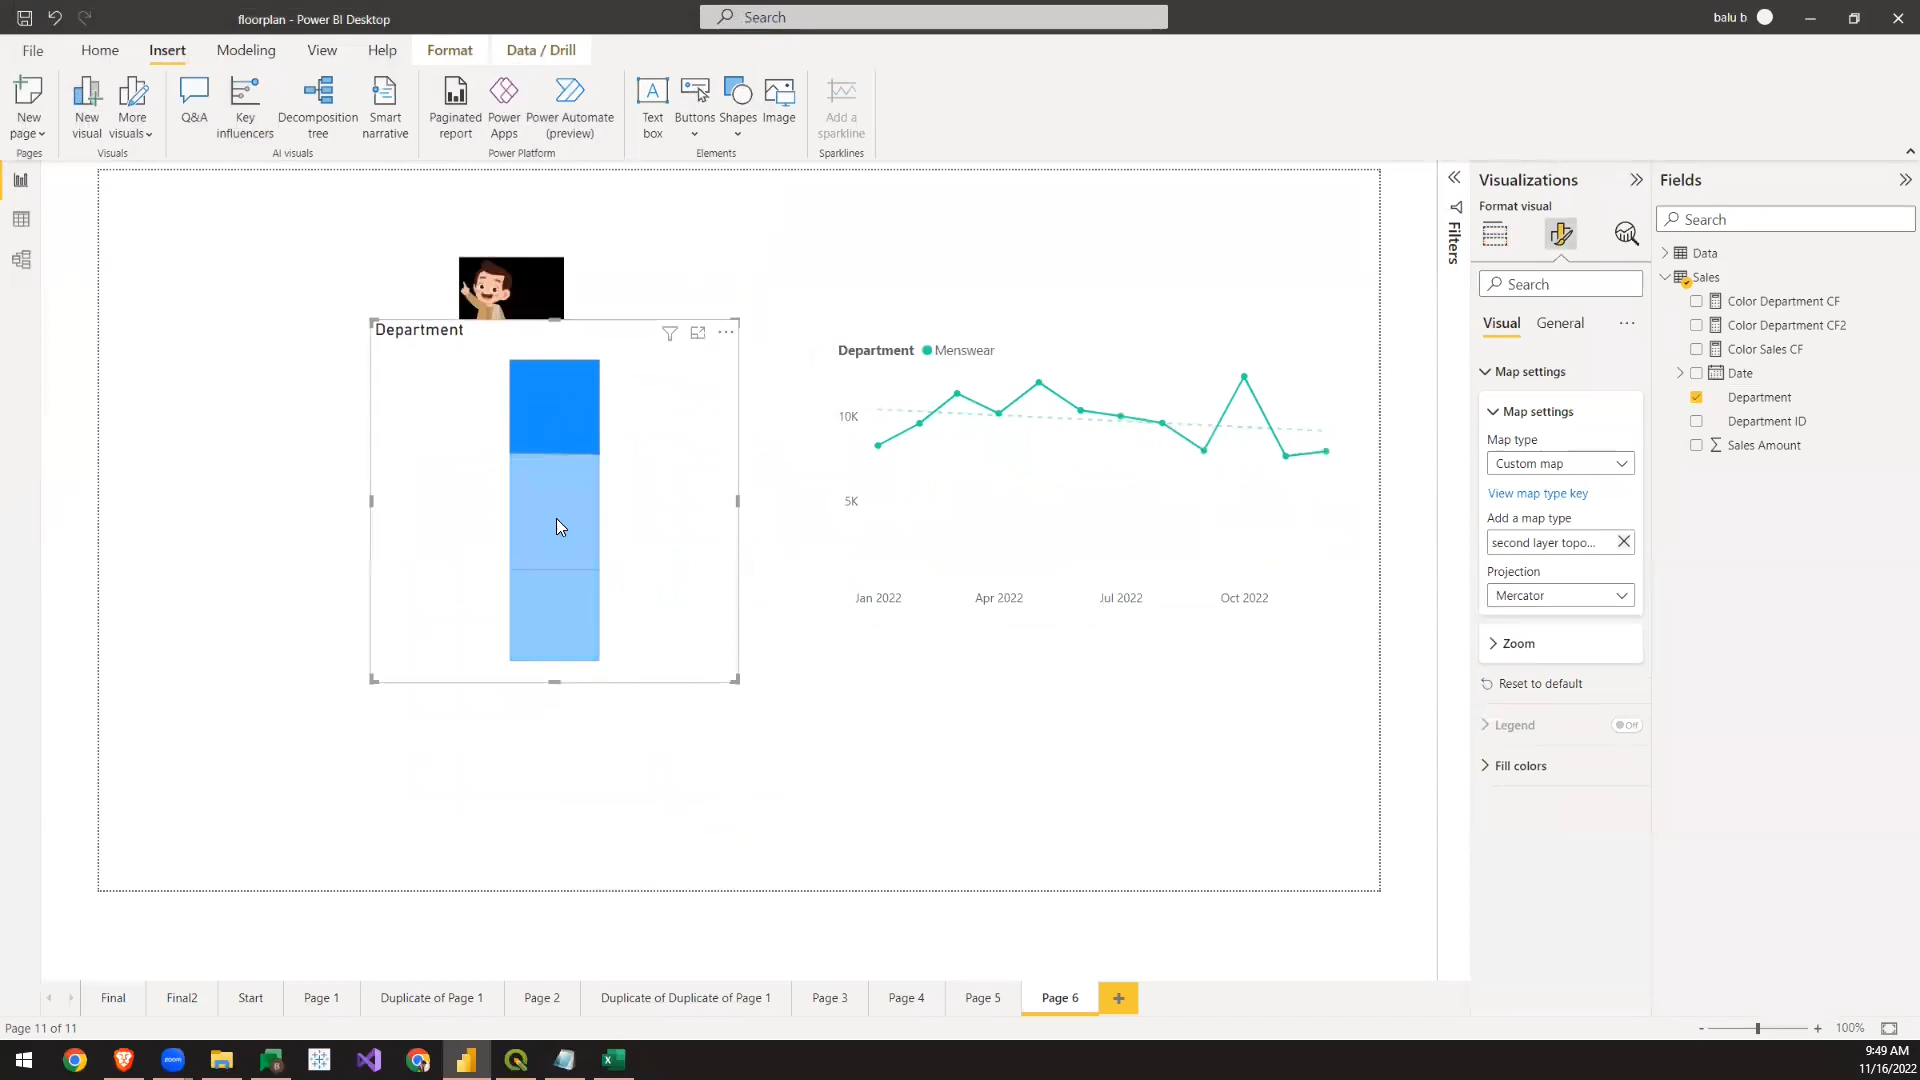 floorplan - Power BI Desktop
Search
balu b
File
Home
Insert
Modeling
View
Help
Format
Data / Drill
New page
New visual
More visuals
Q&A
Key influencers
Decomposition tree
Smart narrative
Paginated report
Power Apps
Power Automate (preview)
Text box
Buttons
Shapes
Image
Add a sparkline
Pages
Visuals
AI visuals
Power Platform
Elements
Sparklines
Department
Department Menswear
10K
5K
Jan 2022
Apr 2022
Jul 2022
Oct 2022
Filters
Visualizations
Format visual
Search
Visual
General
Map settings
Map settings
Map type
Custom map
View map type key
Add a map type
second layer topo...
Projection
Mercator
Zoom
Reset to default
Legend
Off
Fill colors
Fields
Search
Data
Sales
Color Department CF
Color Department CF2
Color Sales CF
Date
Department
Department ID
Sales Amount
Final
Final2
Start
Page 1
Duplicate of Page 1
Page 2
Duplicate of Duplicate of Page 1
Page 3
Page 4
Page 5
Page 6
Page 11 of 11
- + 100%
zoom
9:49 AM
11/16/2022